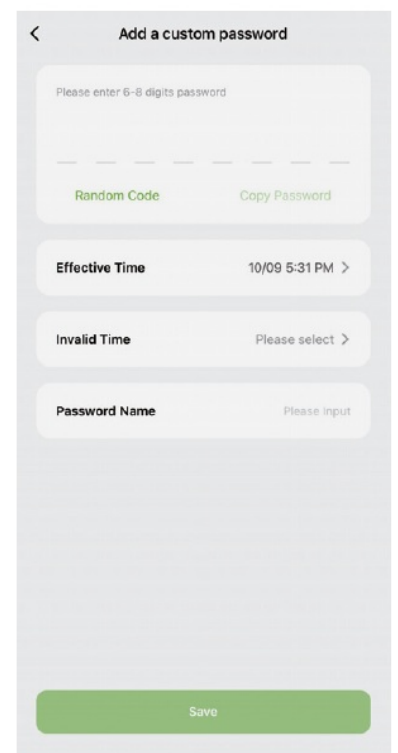 Add a custom password
Please enter 6-8 digits password
Random Code Copy Password
Effective Time 10/09 5:31 PM >
Invalid Time Please select >
Password Name Please input
Save